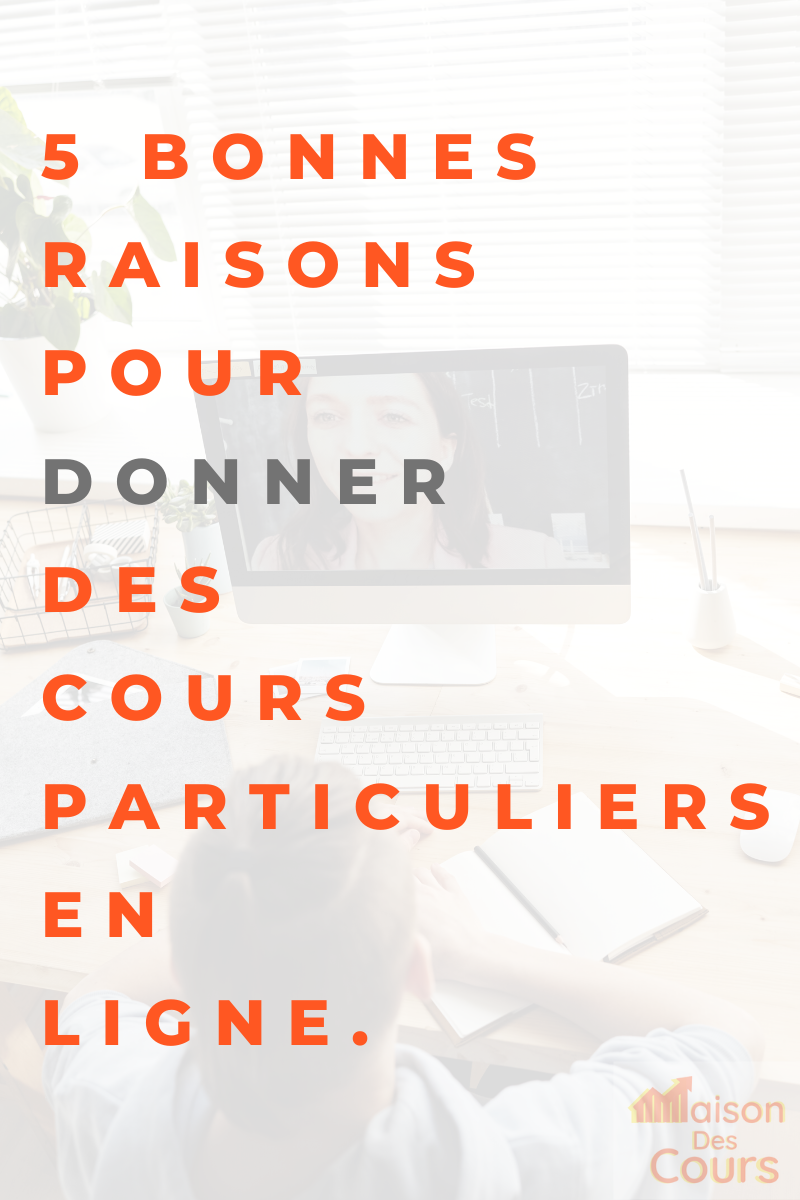 5 BONNES
RAISONS
POUR
DONNER
DES
COURS
PARTICULIERS
EN
LIGNE.
Maison
Des
Cours